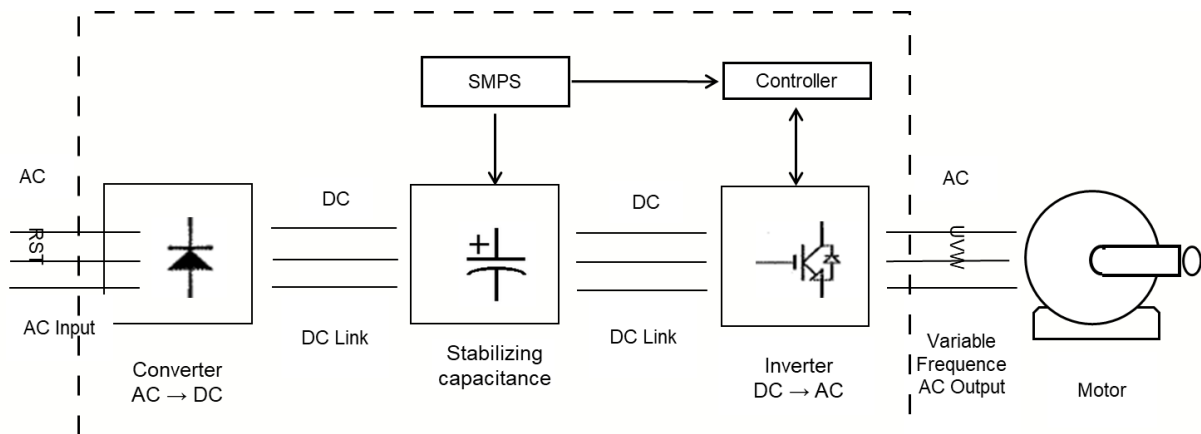 SMPS
Controller
AC
DC
DC
AC
RST
UVW
+
AC Input
DC Link
DC Link
Converter
AC → DC
Stabilizing
capacitance
Inverter
DC → AC
Variable
Frequence
AC Output
Motor